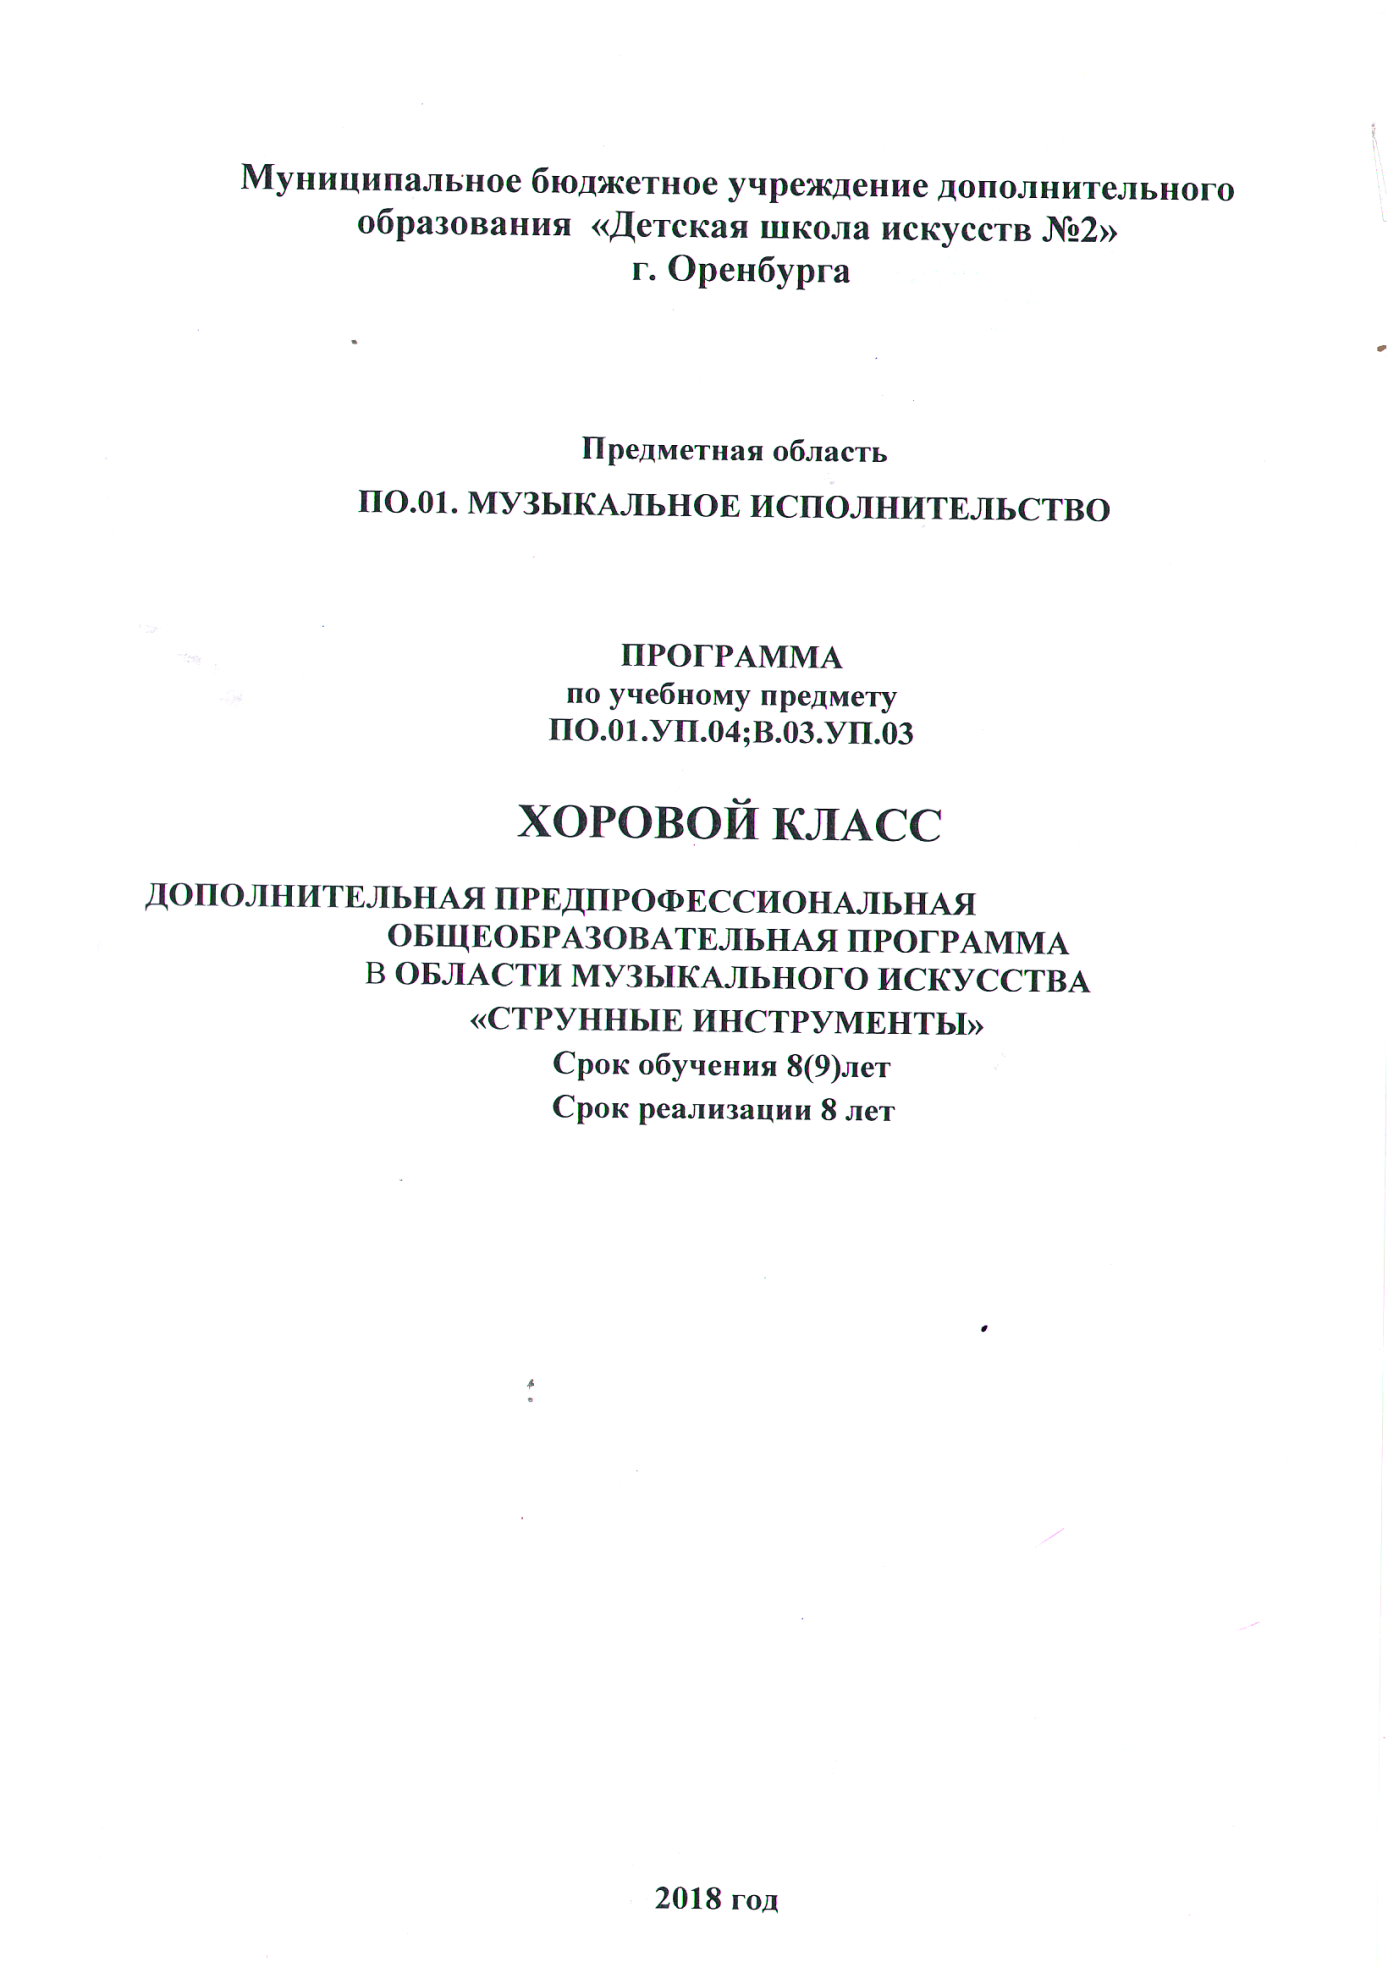 Муниципальное бюджетное учреждение дополнительного
образования «Детская школа искусств №2»
г. Оренбурга
Предметная область
ПО.01. МУЗЫКАЛЬНОЕ ИСПОЛНИТЕЛЬСТВО
ПРОГРАММА
по учебному предмету
ПО.01.УП.04;В.03.УП.03
ХОРОВОЙ КЛАСС
ДОПОЛНИТЕЛЬНАЯ ПРЕДПРОФЕССИОНАЛЬНАЯ
ОБЩЕОБРАЗОВАТЕЛЬНАЯ ПРОГРАММА
В ОБЛАСТИ МУЗЫКАЛЬНОГО ИСКУССТВА
«СТРУННЫЕ ИНСТРУМЕНТЫ»
Срок обучения 8(9)лет
Срок реализации 8 лет
2018 год